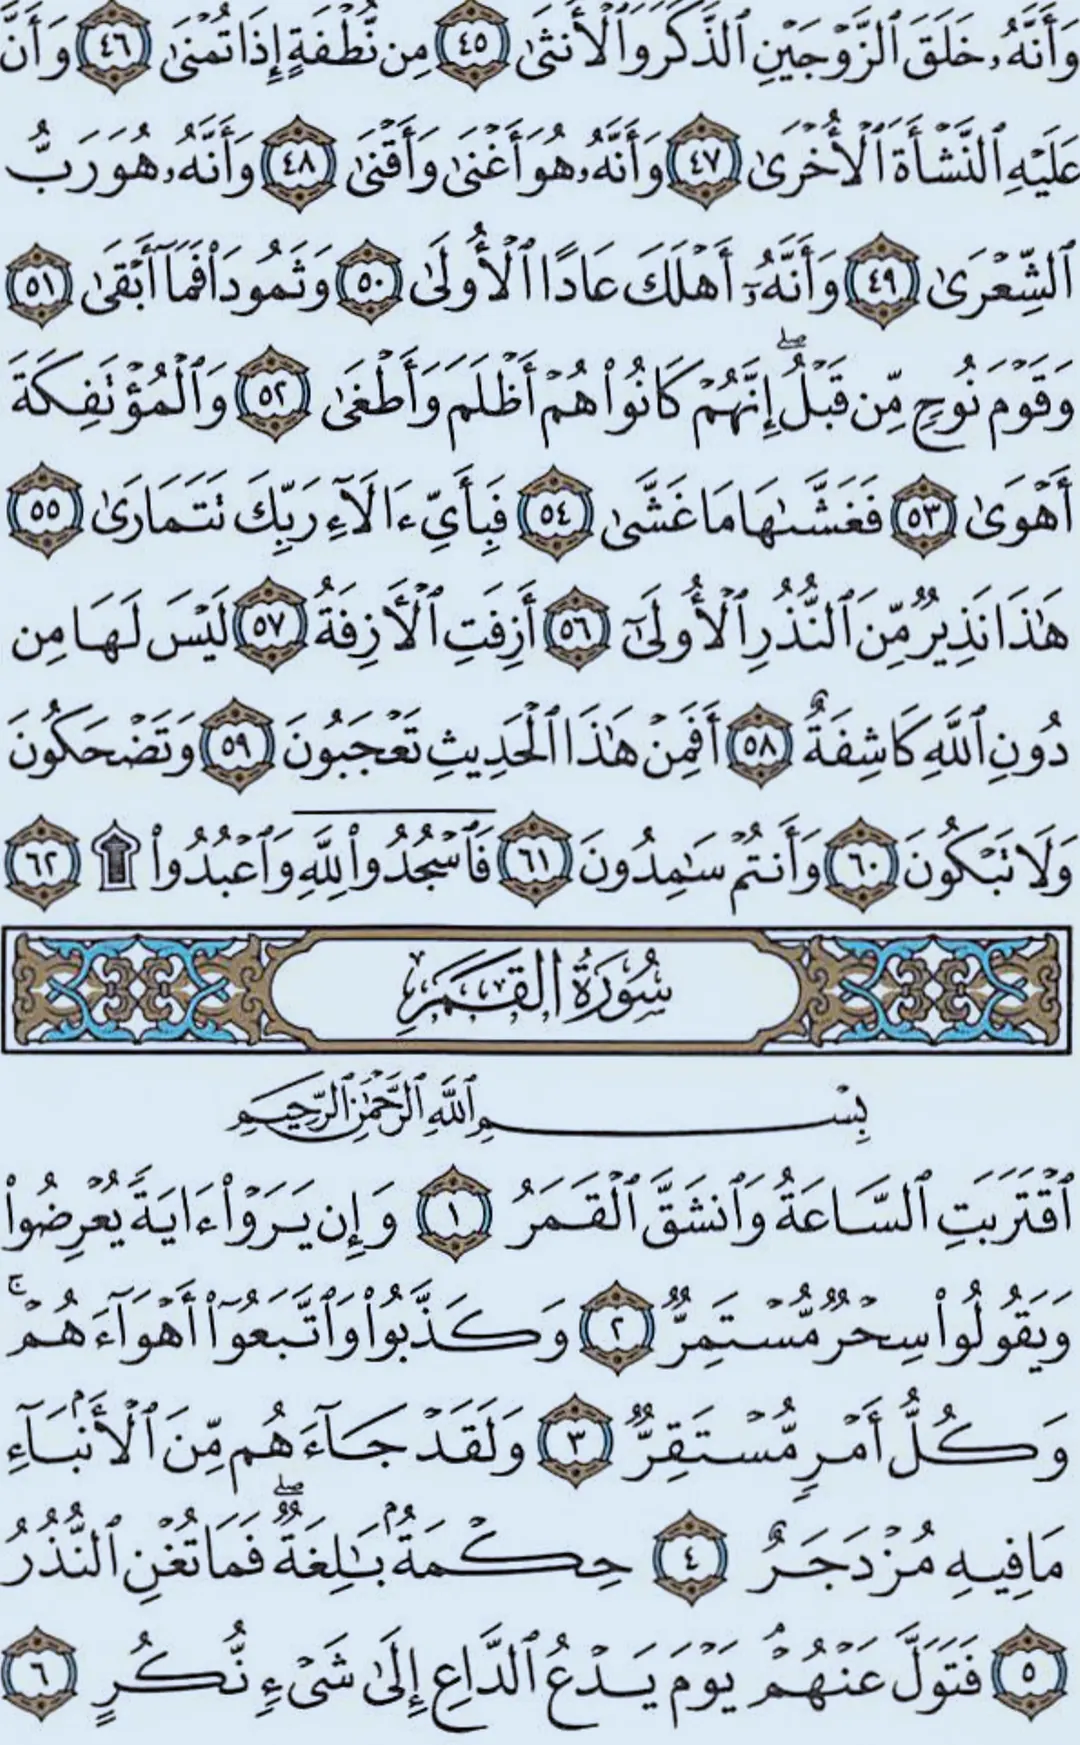 وَأَنَّهُۥ خَلَقَ ٱلزَّوۡجَيۡنِ ٱلذَّكَرَ وَٱلۡأُنثَىٰ ٤٥ مِن نُّطۡفَةٍ إِذَا تُمۡنَىٰ ٤٦ وَأَنَّ
عَلَيۡهِ ٱلنَّشۡأَةَ ٱلۡأُخۡرَىٰ ٤٧ وَأَنَّهُۥ هُوَ أَغۡنَىٰ وَأَقۡنَىٰ ٤٨ وَأَنَّهُۥ هُوَ رَبُّ
ٱلشِّعۡرَىٰ ٤٩ وَأَنَّهُۥٓ أَهۡلَكَ عَادًا ٱلۡأُولَىٰ ٥٠ وَثَمُودَاْ فَمَآ أَبۡقَىٰ ٥١
وَقَوۡمَ نُوحٖ مِّن قَبۡلُۖ إِنَّهُمۡ كَانُواْ هُمۡ أَظۡلَمَ وَأَطۡغَىٰ ٥٢ وَٱلۡمُؤۡتَفِكَةَ
أَهۡوَىٰ ٥٣ فَغَشَّىٰهَا مَا غَشَّىٰ ٥٤ فَبِأَيِّ ءَالَآءِ رَبِّكَ تَتَمَارَىٰ ٥٥
هَٰذَا نَذِيرٞ مِّنَ ٱلنُّذُرِ ٱلۡأُولَىٰٓ ٥٦ أَزِفَتِ ٱلۡأٓزِفَةُ ٥٧ لَيۡسَ لَهَا مِن
دُونِ ٱللَّهِ كَاشِفَةٌ ٥٨ أَفَمِنۡ هَٰذَا ٱلۡحَدِيثِ تَعۡجَبُونَ ٥٩ وَتَضۡحَكُونَ
وَلَا تَبۡكُونَ ٦٠ وَأَنتُمۡ سَٰمِدُونَ ٦١ فَٱسۡجُدُواْ لِلَّهِ وَٱعۡبُدُواْ ۩ ٦٢
سُورَةُ القَمَرِ
بِسۡمِ ٱللَّهِ ٱلرَّحۡمَٰنِ ٱلرَّحِيمِ
ٱقۡتَرَبَتِ ٱلسَّاعَةُ وَٱنشَقَّ ٱلۡقَمَرُ ١ وَإِن يَرَوۡاْ ءَايَةٗ يُعۡرِضُواْ
وَيَقُولُواْ سِحۡرٞ مُّسۡتَمِرّٞ ٢ وَكَذَّبُواْ وَٱتَّبَعُوٓاْ أَهۡوَآءَهُمۡۚ
وَكُلُّ أَمۡرٖ مُّسۡتَقِرّٞ ٣ وَلَقَدۡ جَآءَهُم مِّنَ ٱلۡأَنۢبَآءِ
مَا فِيهِ مُزۡدَجَرٌ ٤ حِكۡمَةُۢ بَٰلِغَةٞۖ فَمَا تُغۡنِ ٱلنُّذُرُ
٥ فَتَوَلَّ عَنۡهُمۡۘ يَوۡمَ يَدۡعُ ٱلدَّاعِ إِلَىٰ شَيۡءٖ نُّكُرٍ ٦